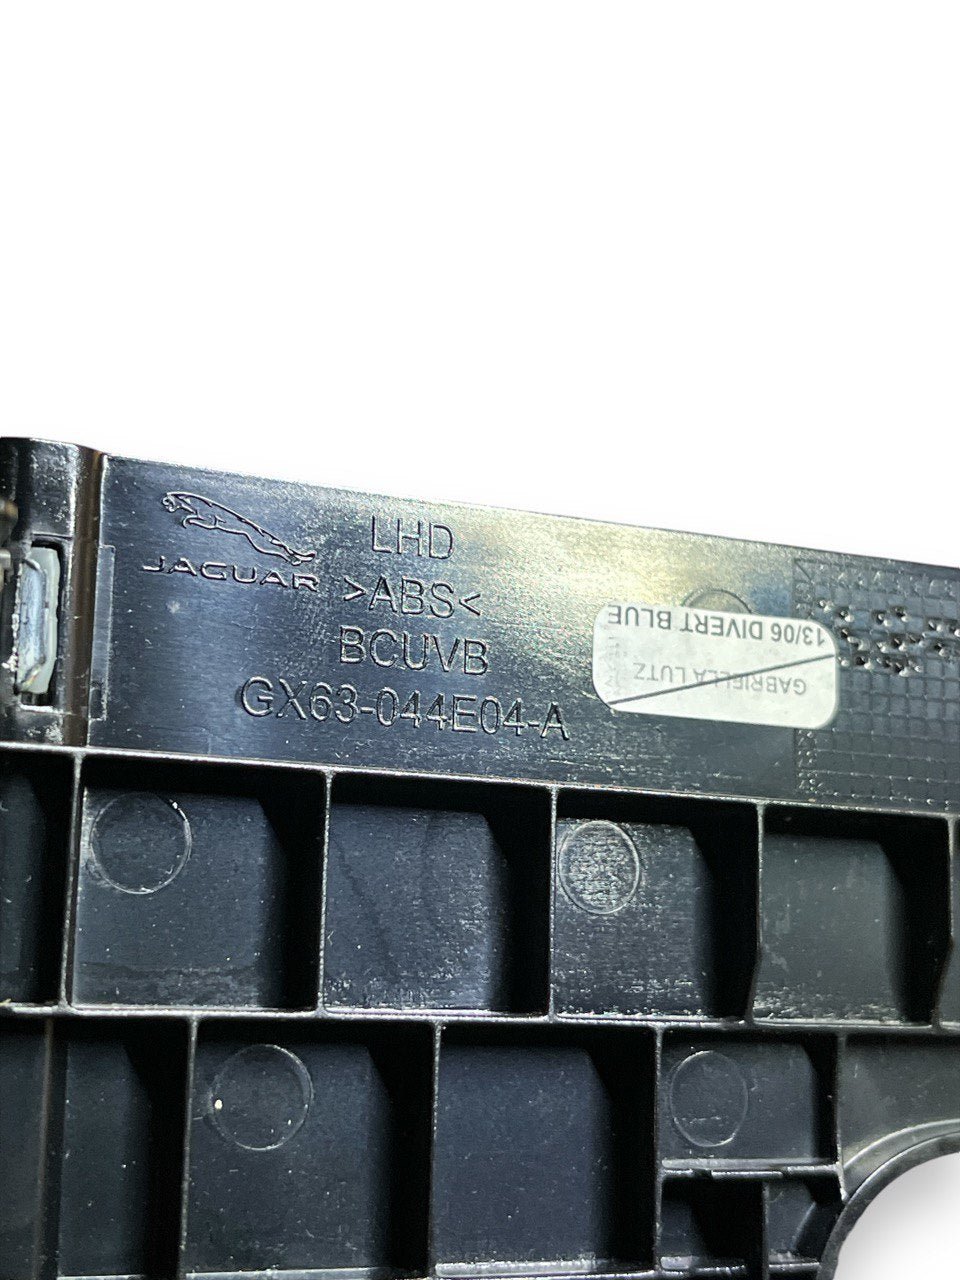 JAGUAR
LHD
>ABS<
BCUVB
GX63-044E04-A
13/06 DIVERT BLUE
GABRIELLA LUTZ